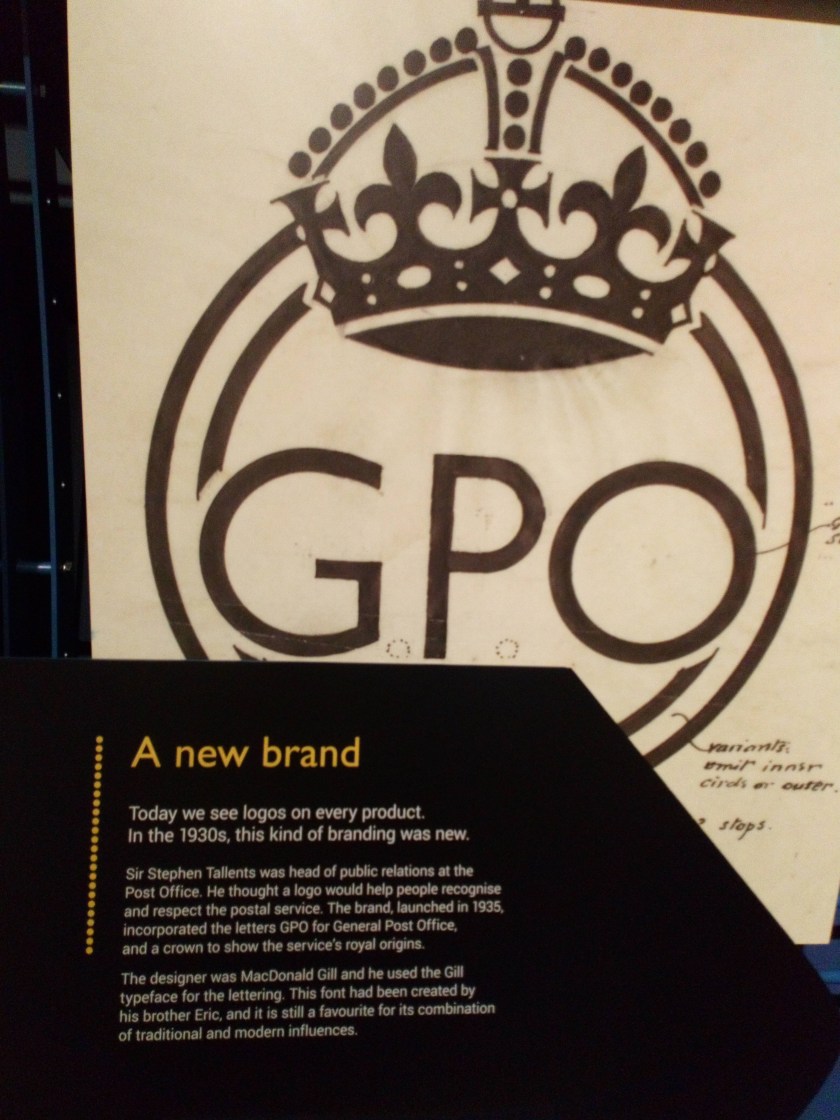 GPO
variants:
omit inner
circls or outer.
stops.
A new brand
Today we see logos on every product.
In the 1930s, this kind of branding was new.
Sir Stephen Tallents was head of public relations at the
Post Office. He thought a logo would help people recognise
and respect the postal service. The brand, launched in 1935,
incorporated the letters GPO for General Post Office,
and a crown to show the service's royal origins.
The designer was MacDonald Gill and he used the Gill
typeface for the lettering. This font had been created by
his brother Eric, and it is still a favourite for its combination
of traditional and modern influences.